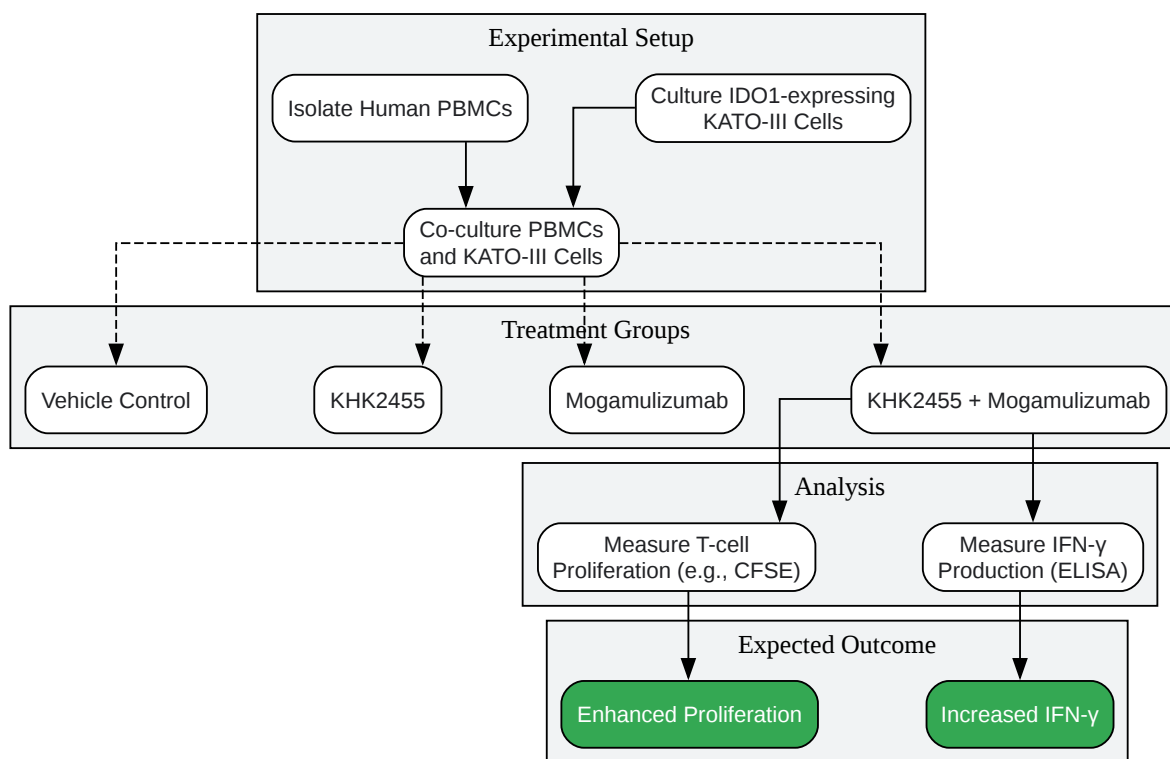 Experimental Setup
Isolate Human PBMCs
Culture IDO1-expressing
KATO-III Cells
Co-culture PBMCs
and KATO-III Cells
Treatment Groups
Vehicle Control
KHK2455
Mogamulizumab
KHK2455 + Mogamulizumab
Analysis
Measure T-cell
Proliferation (e.g., CFSE)
Measure IFN-γ
Production (ELISA)
Expected Outcome
Enhanced Proliferation
Increased IFN-γ